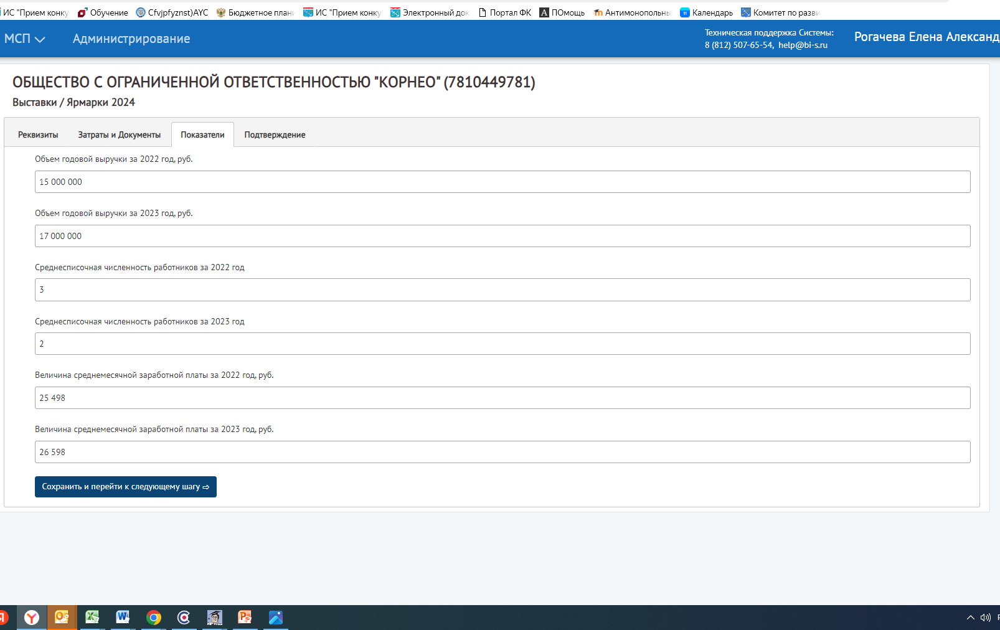 ИС "Прием конку Обучение Cfvjpfyznst)AYC Бюджетное плани ИС "Прием конку Электронный док Портал ФК А ПОмощь Антимонопольны 11 Календарь Комитет по разви
МСП Администрирование
Техническая поддержка Системы:
8 (812) 507-65-54, help@bi-s.ru
Рогачева Елена Александ
ОБЩЕСТВО С ОГРАНИЧЕННОЙ ОТВЕТСТВЕННОСТЬЮ "КОРНЕО" (7810449781)
Выставки / Ярмарки 2024
Реквизиты Затраты и Документы Показатели Подтверждение
Объем годовой выручки за 2022 год, руб.
15 000 000
Объем годовой выручки за 2023 год, руб.
17 000 000
Среднесписочная численность работников за 2022 год
3
Среднесписочная численность работников за 2023 год
2
Величина среднемесячной заработной платы за 2022 год, руб.
25 498
Величина среднемесячной заработной платы за 2023 год, руб.
26 598
Сохранить и перейти к следующему шагу ⇨